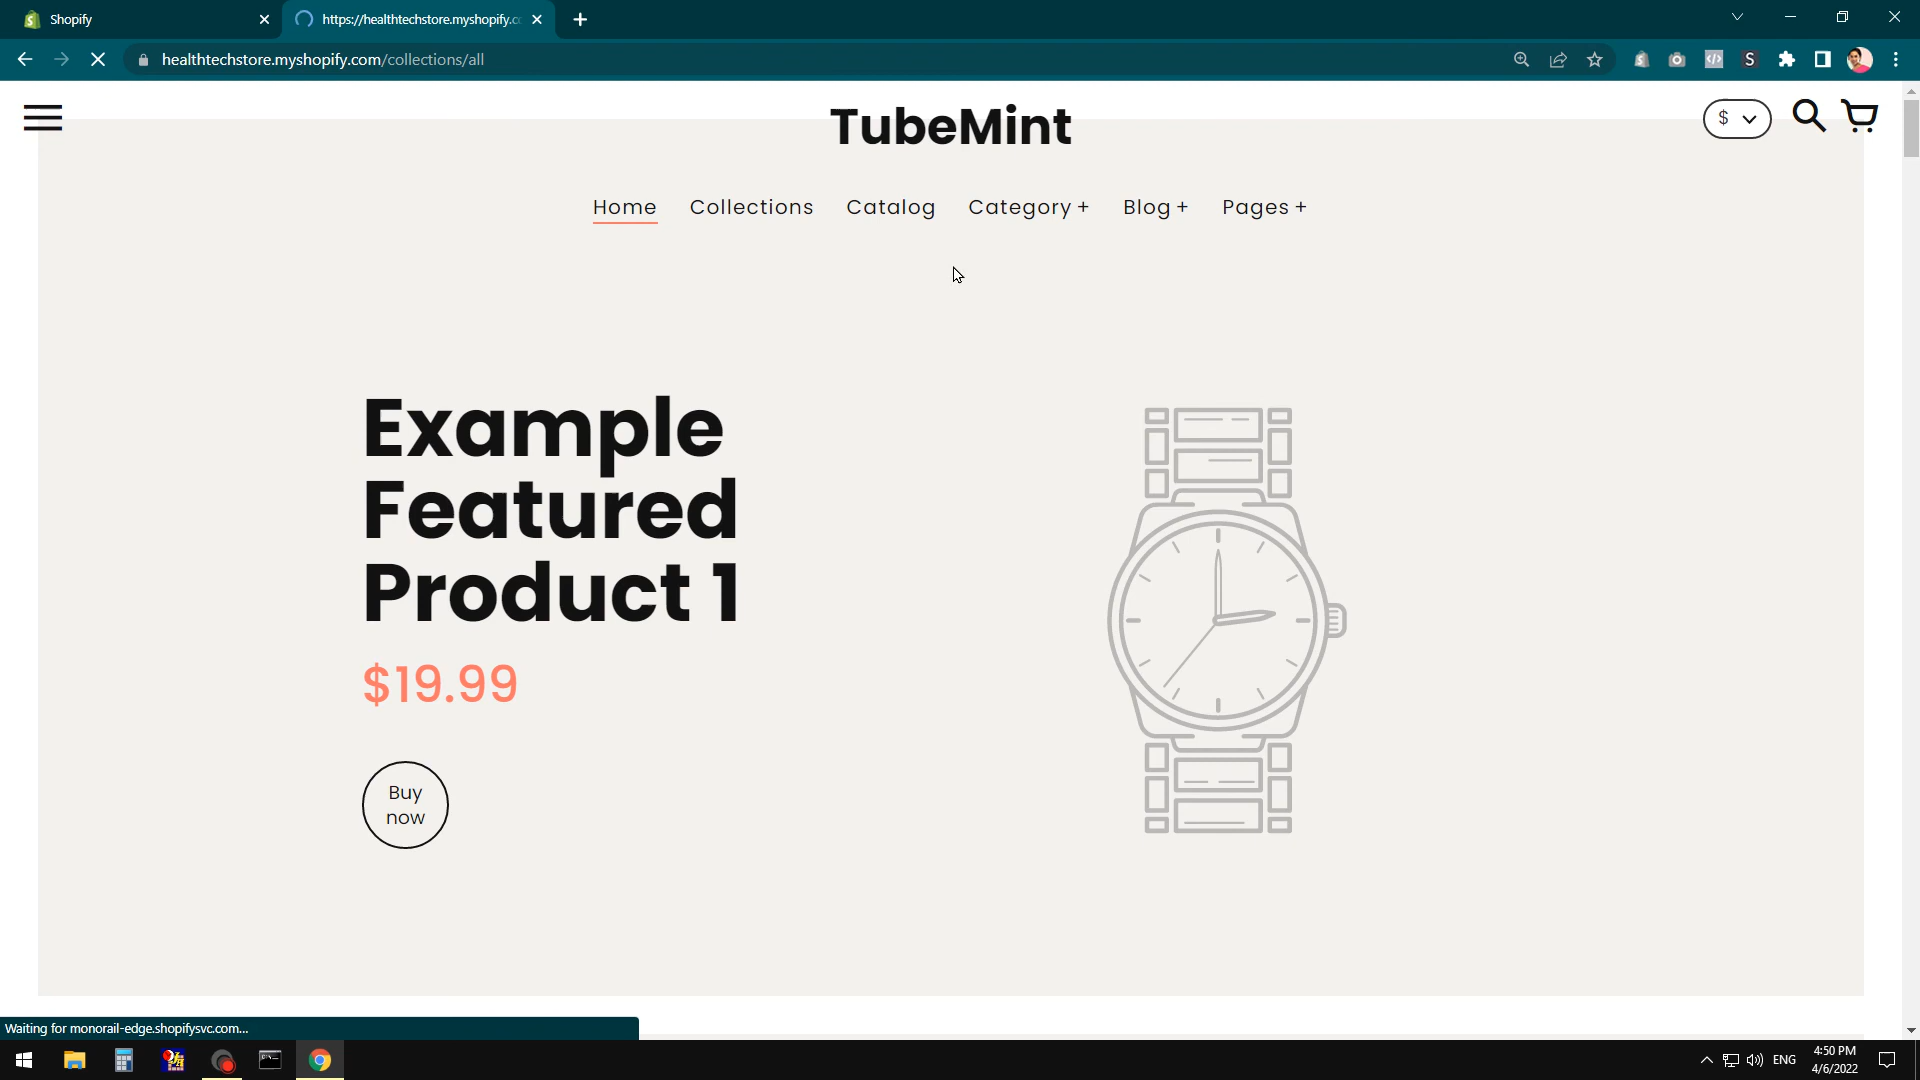 Shopify
https://healthtechstore.myshopify.co
healthtechstore.myshopify.com/collections/all
TubeMint
$
Home Collections Catalog Category + Blog + Pages +
Example
Featured
Product 1
$19.99
Buy
now
Waiting for monorail-edge.shopifysvc.com...
ENG
4:50 PM
4/6/2022